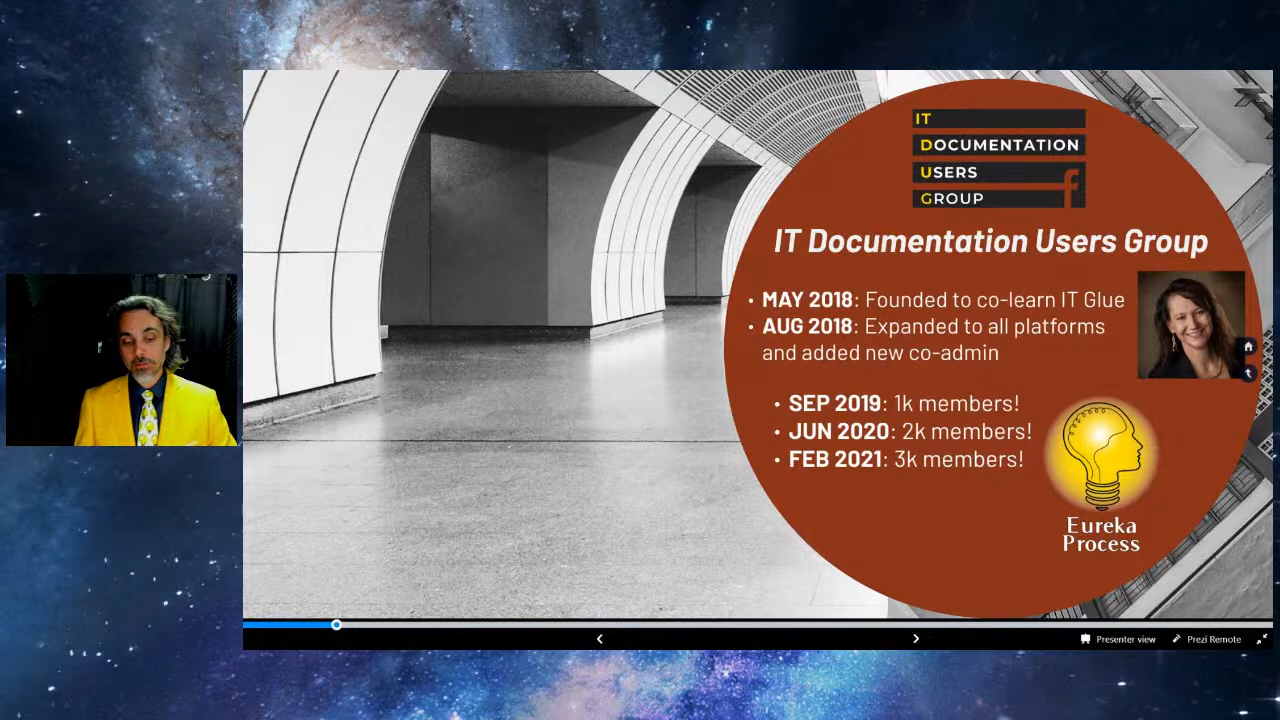 IT
DOCUMENTATION
USERS
GROUP
IT Documentation Users Group
• MAY 2018: Founded to co-learn IT Glue
• AUG 2018: Expanded to all platforms
and added new co-admin
• SEP 2019: 1k members!
• JUN 2020: 2k members!
• FEB 2021: 3k members!
Eureka
Process
Presenter view
Prezi Remote